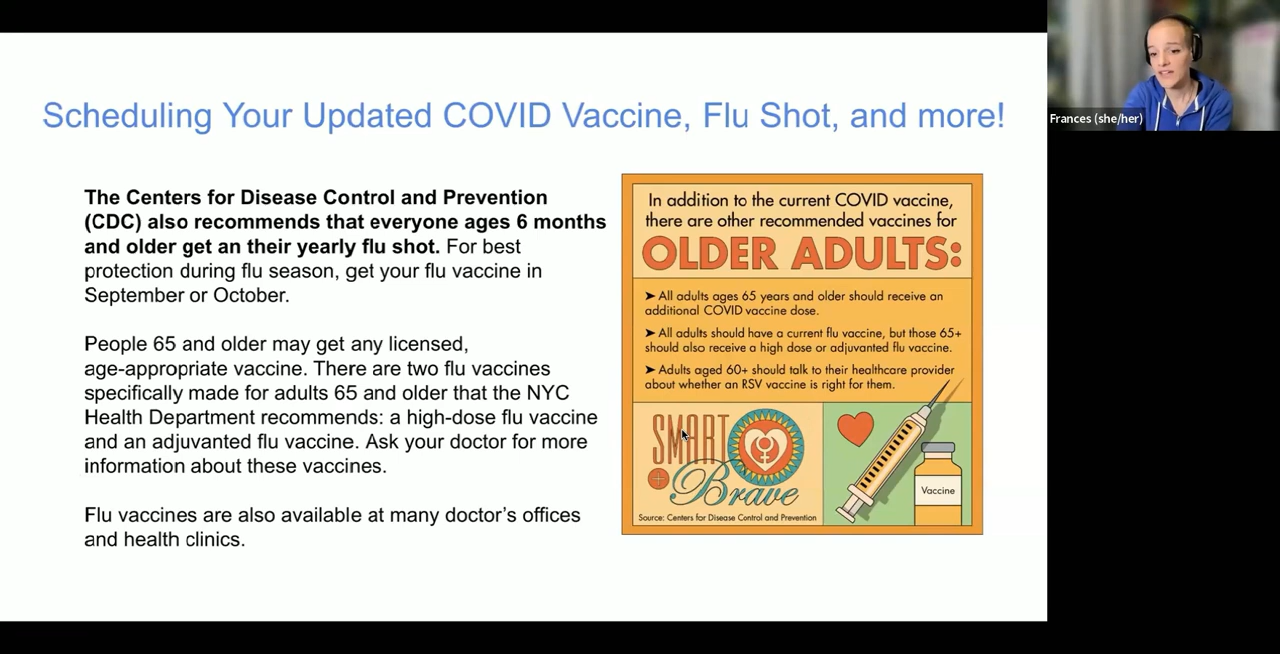 Scheduling Your Updated COVID Vaccine, Flu Shot, and more!
The Centers for Disease Control and Prevention
(CDC) also recommends that everyone ages 6 months
and older get an their yearly flu shot. For best
protection during flu season, get your flu vaccine in
September or October.
People 65 and older may get any licensed,
age-appropriate vaccine. There are two flu vaccines
specifically made for adults 65 and older that the NYC
Health Department recommends: a high-dose flu vaccine
and an adjuvanted flu vaccine. Ask your doctor for more
information about these vaccines.
Flu vaccines are also available at many doctor’s offices
and health clinics.
In addition to the current COVID vaccine,
there are other recommended vaccines for
OLDER ADULTS:
➤ All adults ages 65 years and older should receive an
additional COVID vaccine dose.
➤ All adults should have a current flu vaccine, but those 65+
should also receive a high dose or adjuvanted flu vaccine.
➤ Adults aged 60+ should talk to their healthcare provider
about whether an RSV vaccine is right for them.
SMART
+ Brave
Source: Centers for Disease Control and Prevention
Vaccine
Frances (she/her)